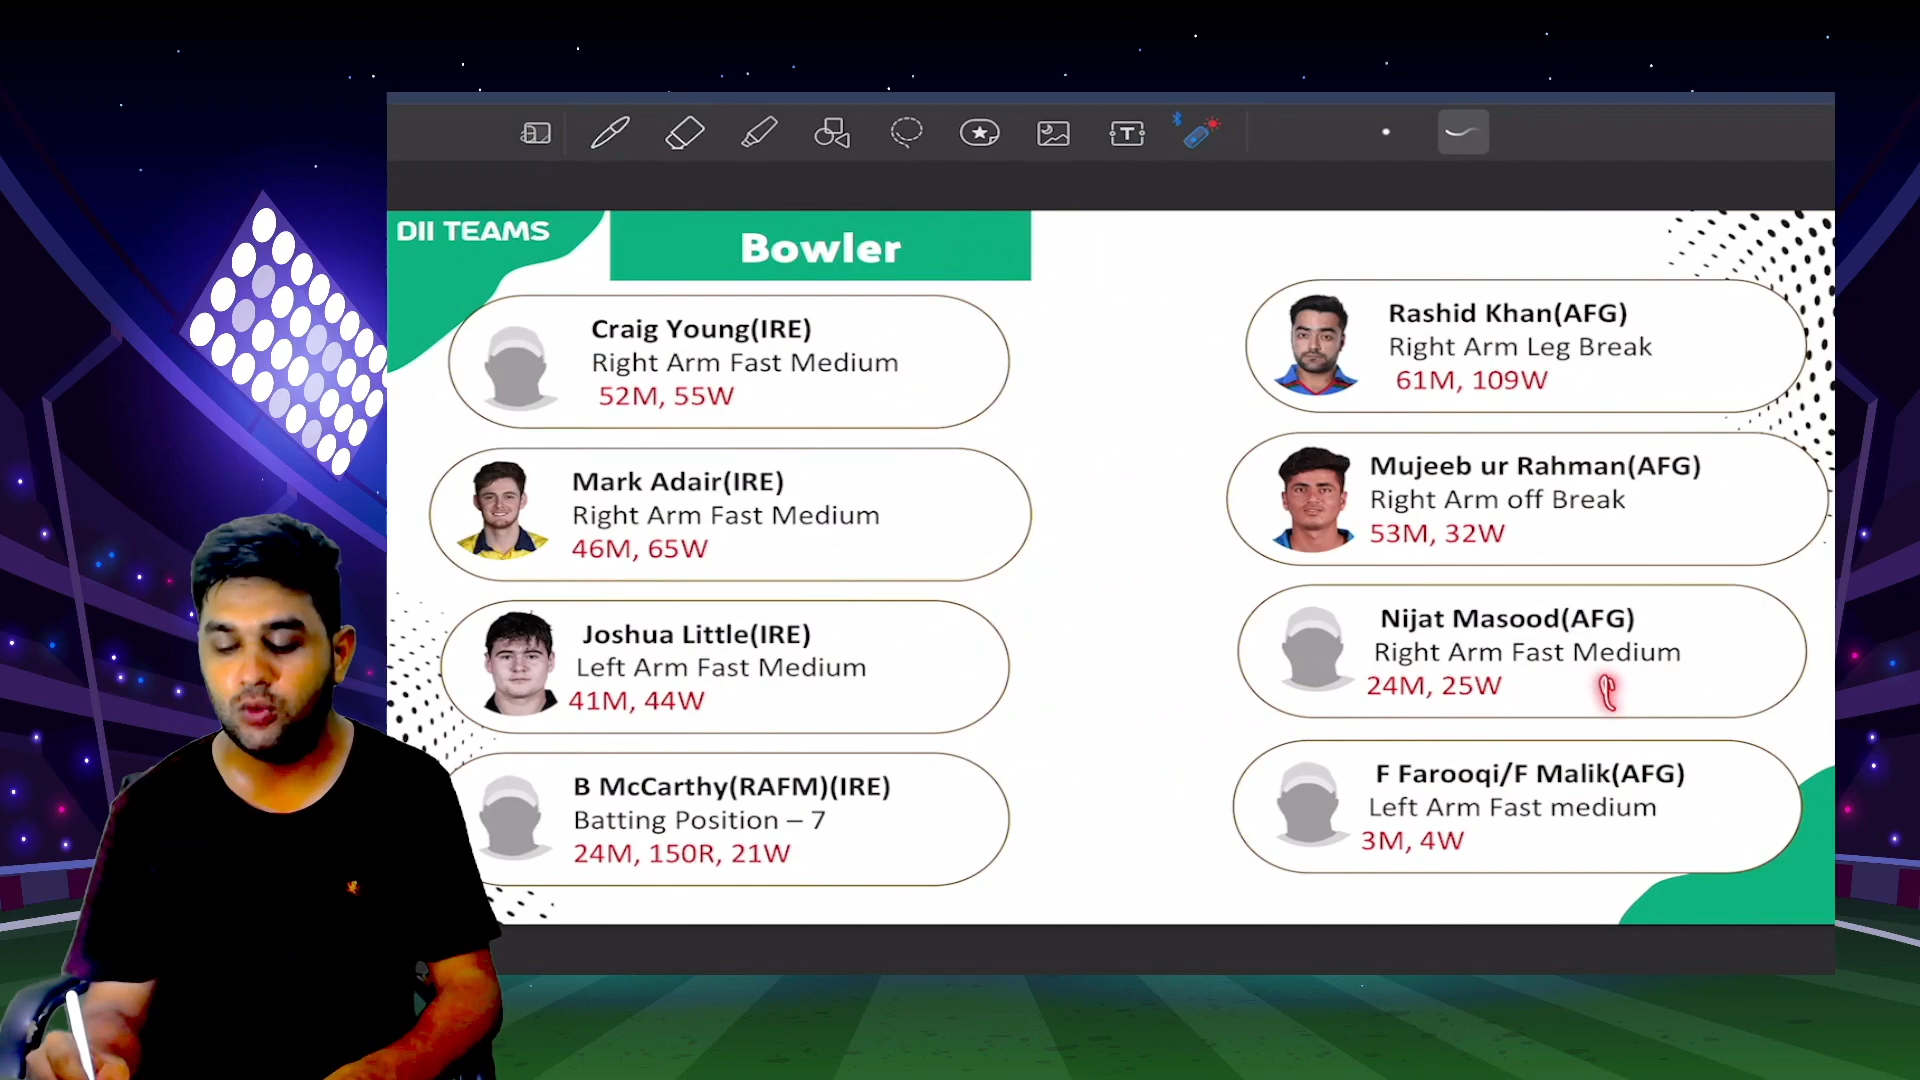 DII TEAMS
Bowler
Craig Young(IRE)
Right Arm Fast Medium
52M, 55W
Mark Adair(IRE)
Right Arm Fast Medium
46M, 65W
Joshua Little(IRE)
Left Arm Fast Medium
41M, 44W
B McCarthy(RAFM)(IRE)
Batting Position – 7
24M, 150R, 21W
Rashid Khan(AFG)
Right Arm Leg Break
61M, 109W
Mujeeb ur Rahman(AFG)
Right Arm off Break
53M, 32W
Nijat Masood(AFG)
Right Arm Fast Medium
24M, 25W
F Farooqi/F Malik(AFG)
Left Arm Fast medium
3M, 4W